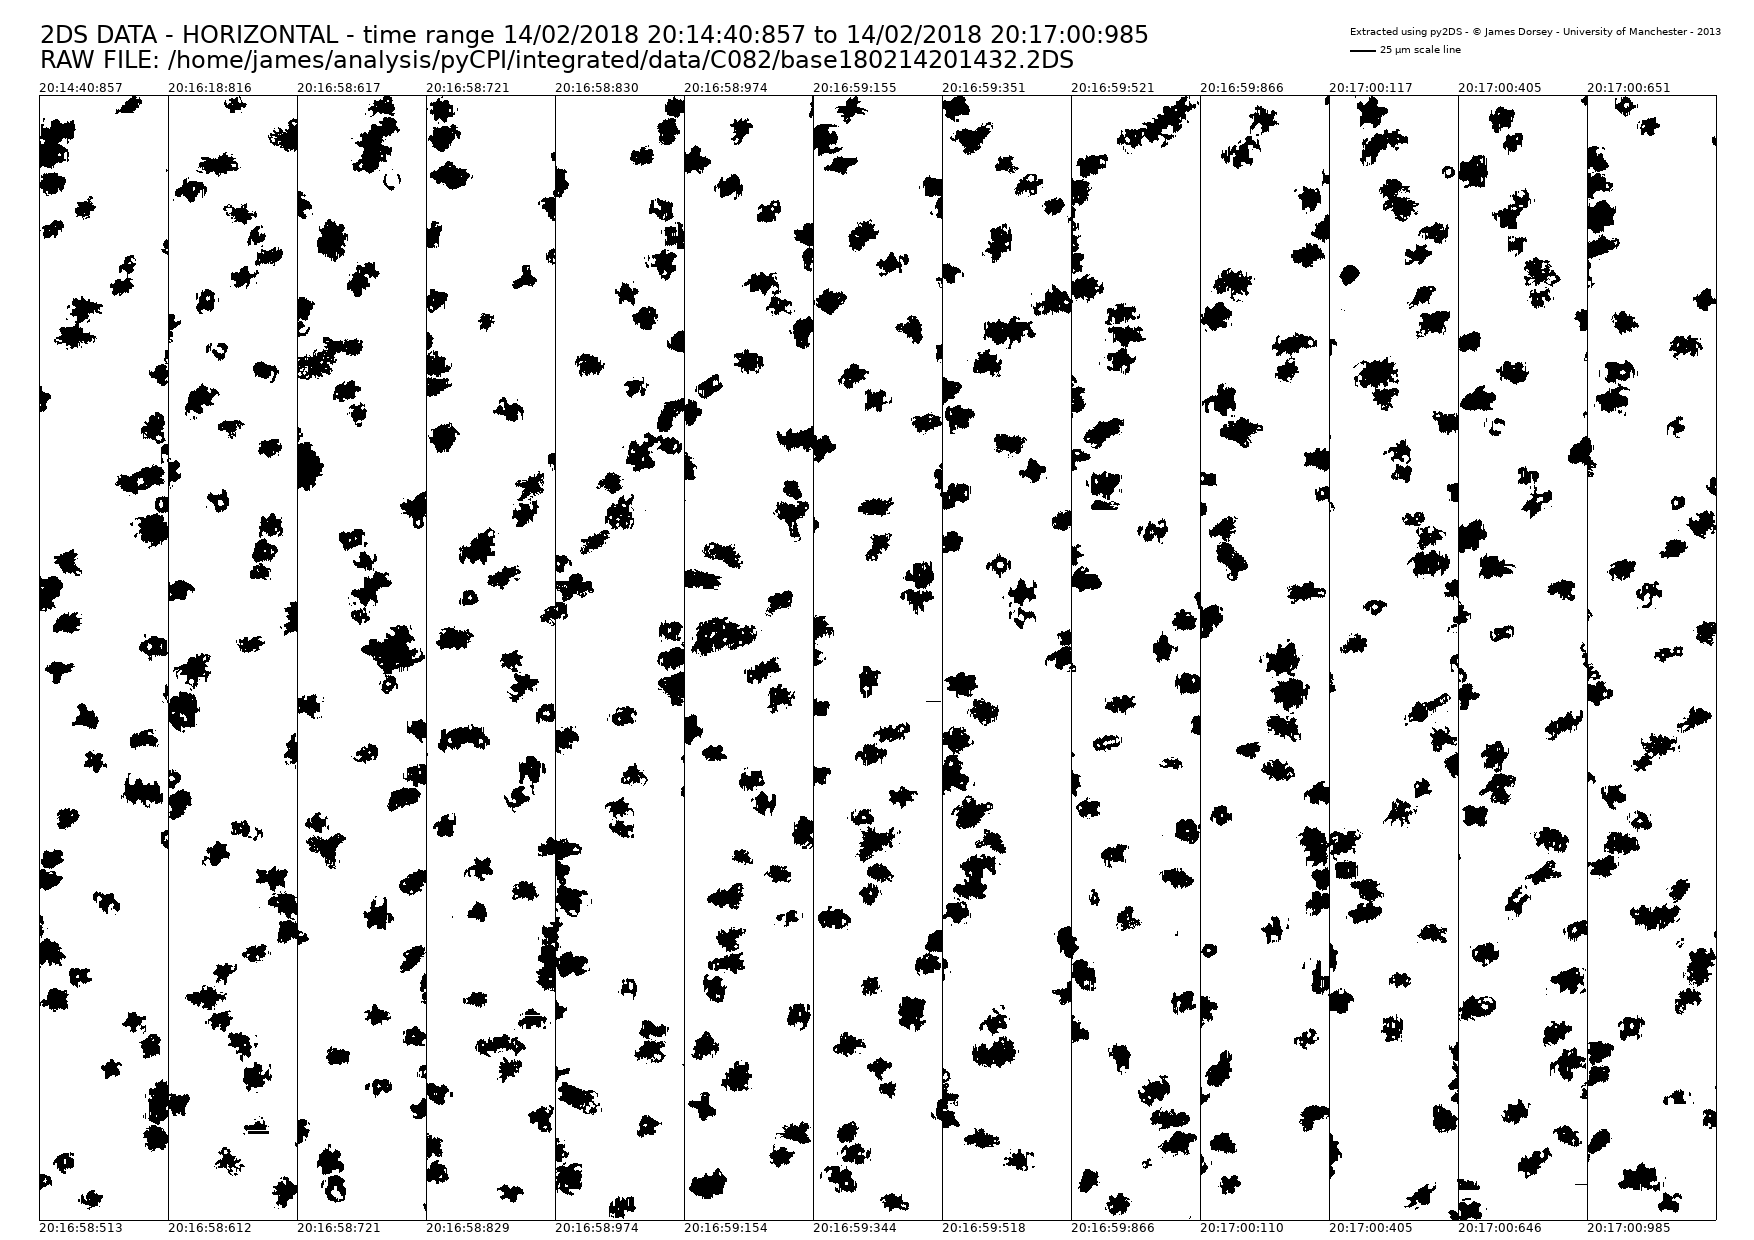 2DS DATA - HORIZONTAL - time range 14/02/2018 20:14:40:857 to 14/02/2018 20:17:00:985
RAW FILE: /home/james/analysis/pyCPI/integrated/data/C082/base180214201432.2DS
Extracted using py2DS - © James Dorsey - University of Manchester - 2013
25 µm scale line
20:14:40:857 20:16:18:816 20:16:58:617 20:16:58:721 20:16:58:830 20:16:58:974 20:16:59:155 20:16:59:351 20:16:59:521 20:16:59:866 20:17:00:117 20:17:00:405 20:17:00:651
20:16:58:513 20:16:58:612 20:16:58:721 20:16:58:829 20:16:58:974 20:16:59:154 20:16:59:344 20:16:59:518 20:16:59:866 20:17:00:110 20:17:00:405 20:17:00:646 20:17:00:985